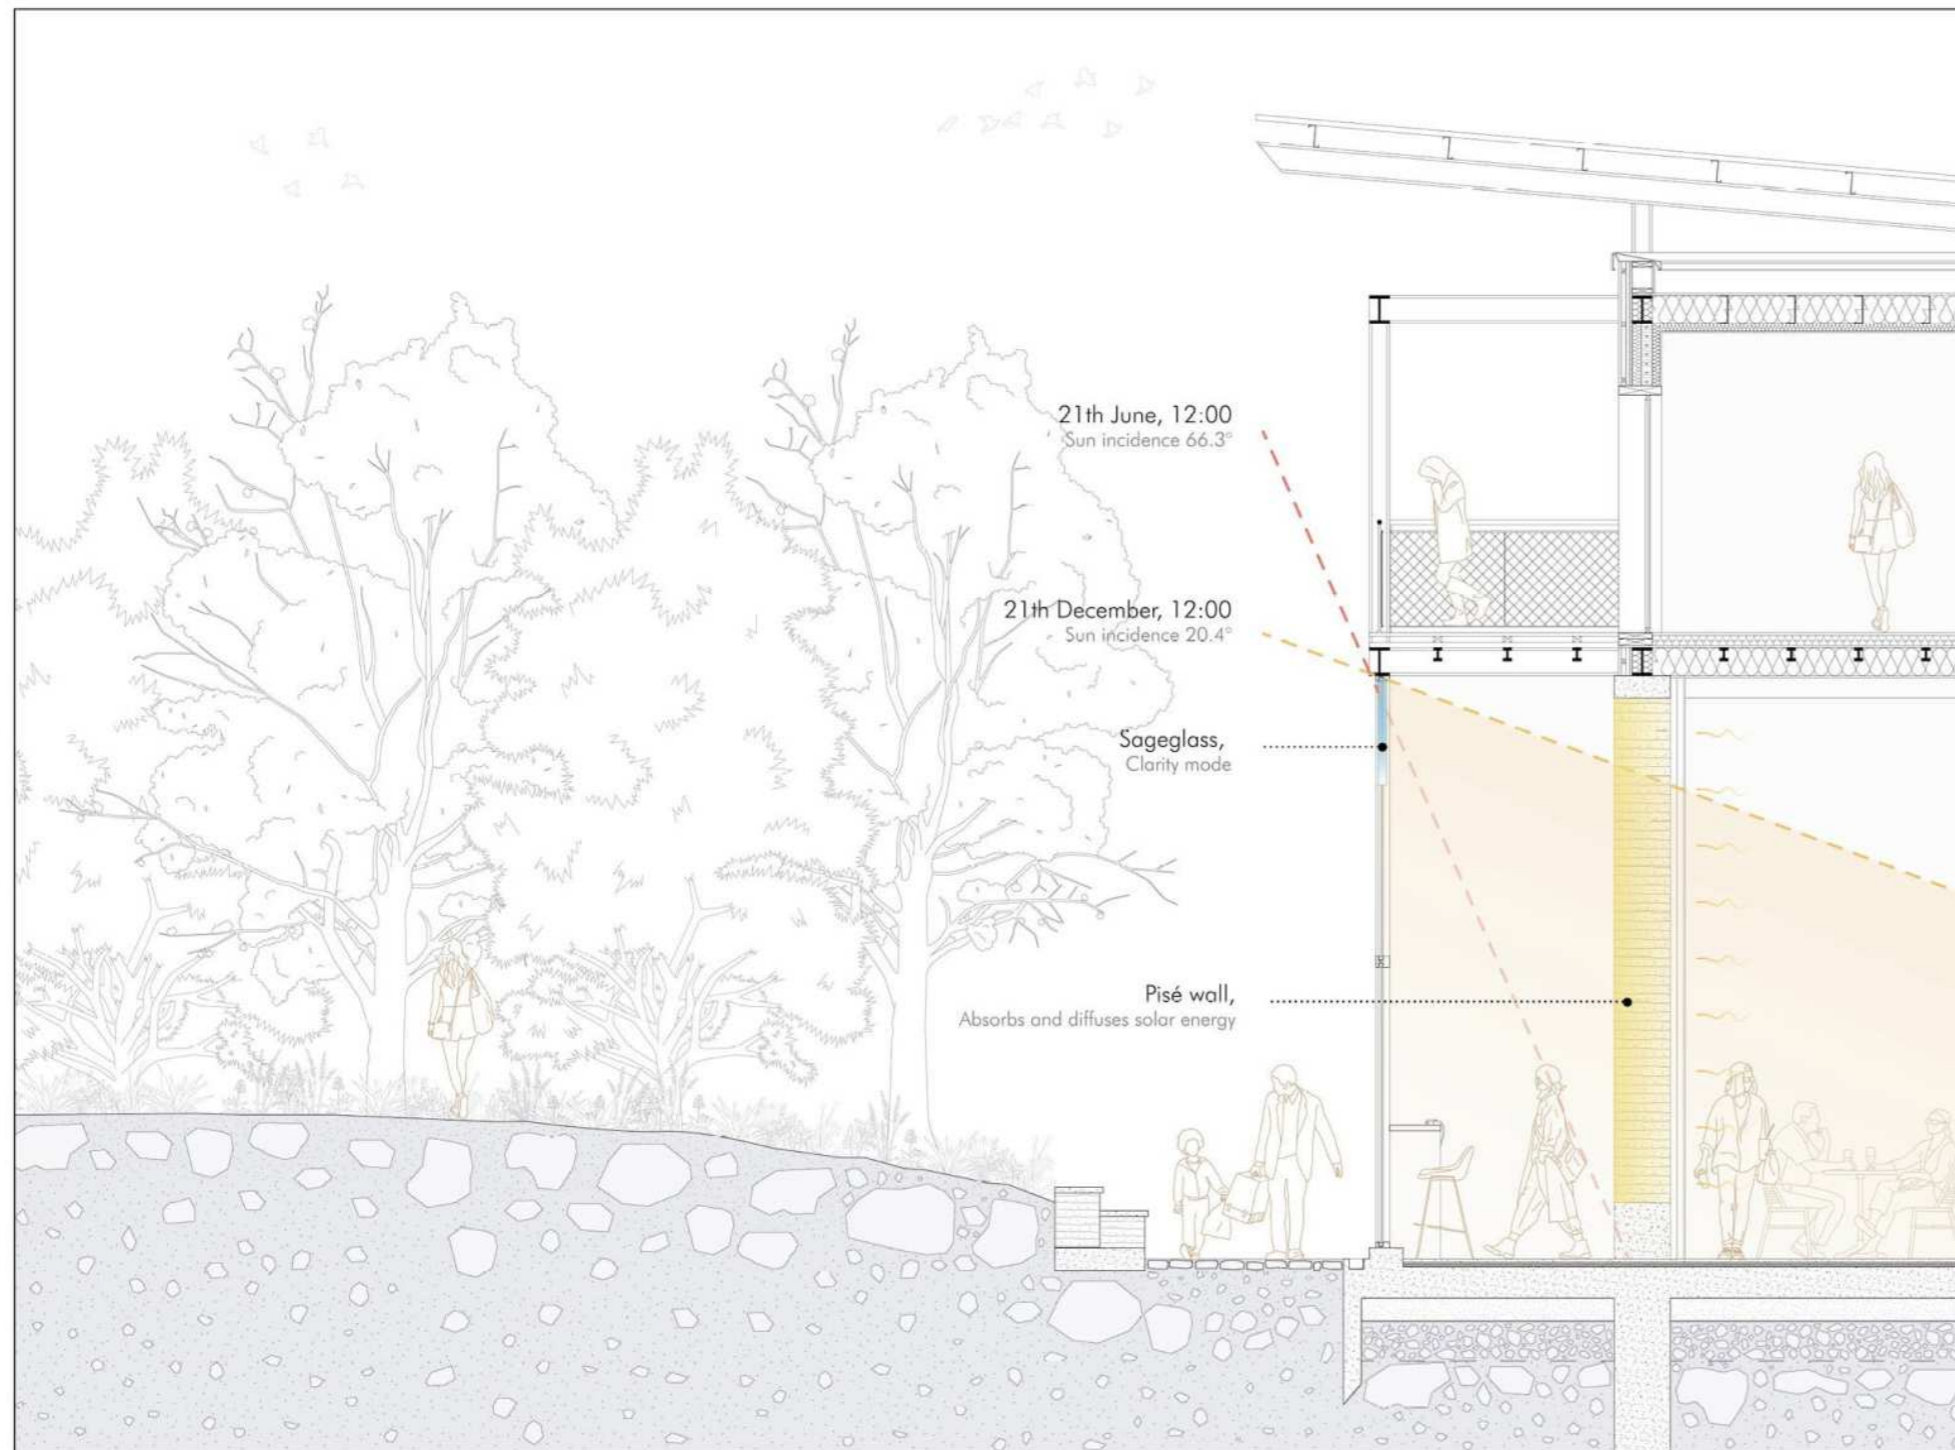 21th June, 12:00
Sun incidence 66.3°
21th December, 12:00
Sun incidence 20.4°
Sageglass,
Clarity mode
Pisé wall,
Absorbs and diffuses solar energy